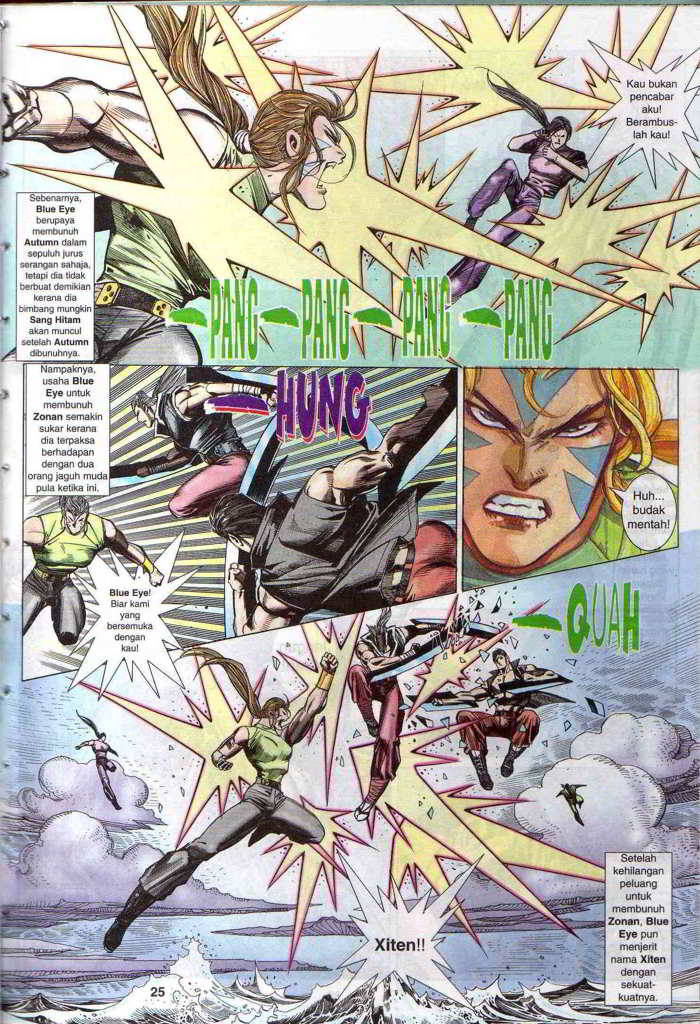 Kau bukan
pencabar
aku!
Berambus-
lah kau!
Sebenarnya,
Blue Eye
berupaya
membunuh
Autumn dalam
sepuluh jurus
serangan sahaja,
tetapi dia tidak
berbuat demikian
kerana dia
bimbang mungkin
Sang Hitam
akan muncul
setelah Autumn
dibunuhnya.
PANG PANG PANG PANG
Nampaknya,
usaha Blue
Eye untuk
membunuh
Zonan semakin
sukar kerana
dia terpaksa
berhadapan
dengan dua
orang jaguh muda
pula ketika ini.
HUNG
Huh...
budak
mentah!
Blue Eye!
Biar kami
yang
bersemuka
dengan
kau!
QUAH
Xiten!!
Setelah
kehilangan
peluang
untuk
membunuh
Zonan, Blue
Eye pun
menjerit
nama Xiten
dengan
sekuat-
kuatnya.
25